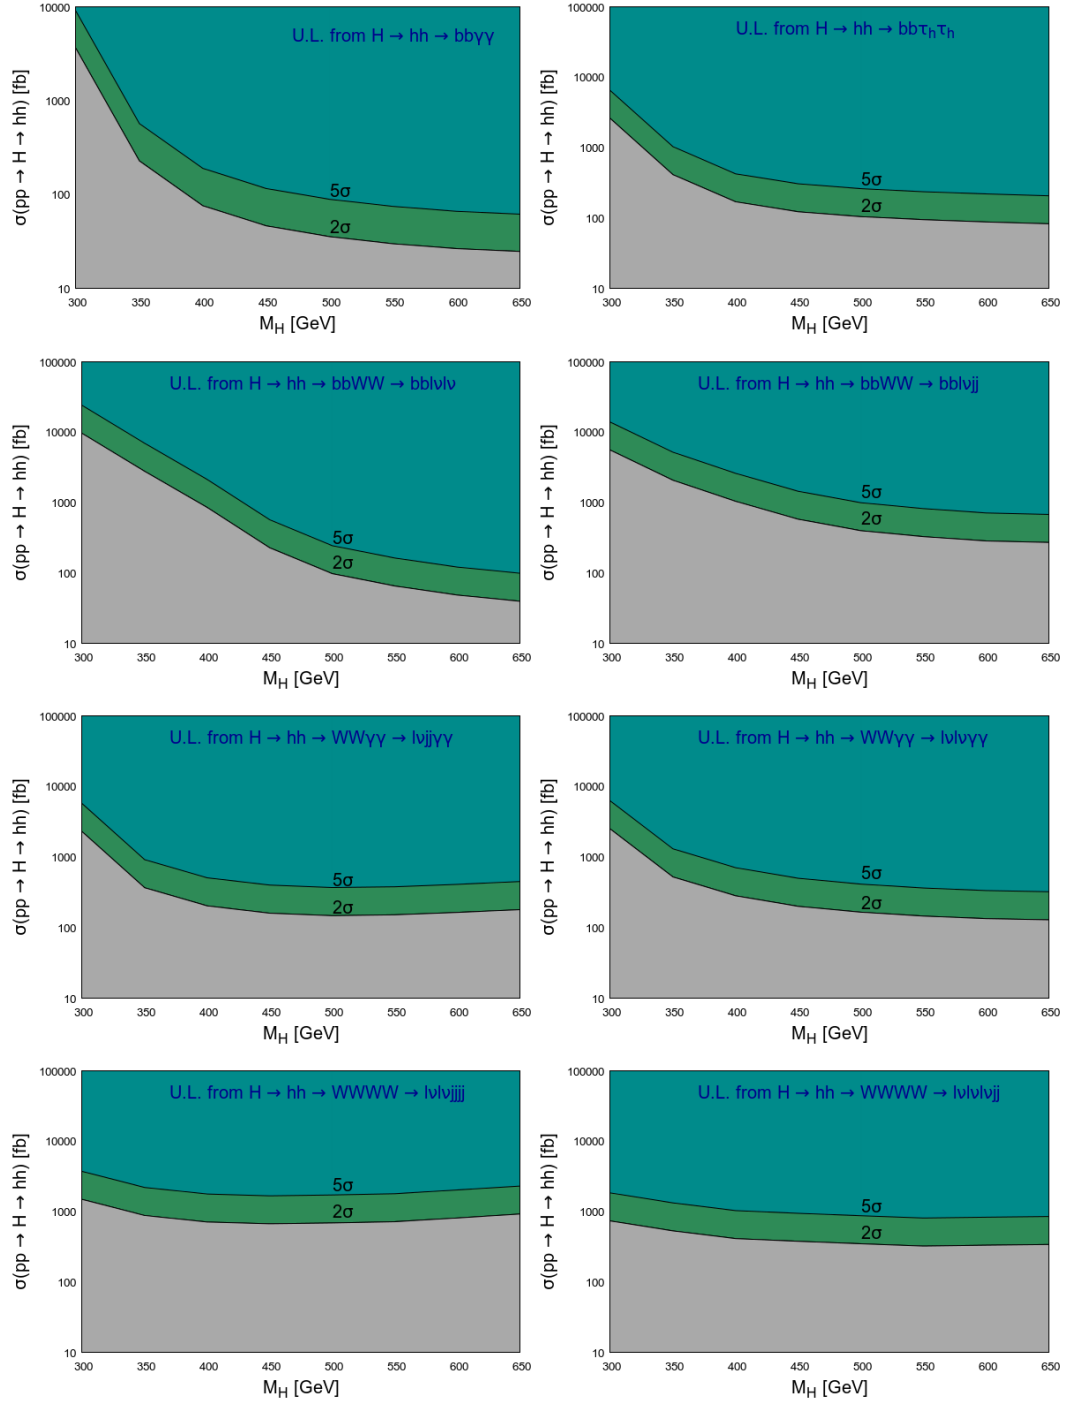 U.L. from H → hh → bbγγ
σ(pp → H → hh) [fb]
10000
1000
100
10
5σ
2σ
300 350 400 450 500 550 600 650
M_H [GeV]
U.L. from H → hh → bbτ_hτ_h
σ(pp → H → hh) [fb]
100000
10000
1000
100
10
5σ
2σ
300 350 400 450 500 550 600 650
M_H [GeV]
U.L. from H → hh → bbWW → bblνlν
σ(pp → H → hh) [fb]
100000
10000
1000
100
10
5σ
2σ
300 350 400 450 500 550 600 650
M_H [GeV]
U.L. from H → hh → bbWW → bblνjj
σ(pp → H → hh) [fb]
100000
10000
1000
100
10
5σ
2σ
300 350 400 450 500 550 600 650
M_H [GeV]
U.L. from H → hh → WWγγ → lνjjγγ
σ(pp → H → hh) [fb]
100000
10000
1000
100
10
5σ
2σ
300 350 400 450 500 550 600 650
M_H [GeV]
U.L. from H → hh → WWγγ → lνlνγγ
σ(pp → H → hh) [fb]
100000
10000
1000
100
10
5σ
2σ
300 350 400 450 500 550 600 650
M_H [GeV]
U.L. from H → hh → WWWW → lνlνjjjj
σ(pp → H → hh) [fb]
100000
10000
1000
100
10
5σ
2σ
300 350 400 450 500 550 600 650
M_H [GeV]
U.L. from H → hh → WWWW → lνlνlνjj
σ(pp → H → hh) [fb]
100000
10000
1000
100
10
5σ
2σ
300 350 400 450 500 550 600 650
M_H [GeV]